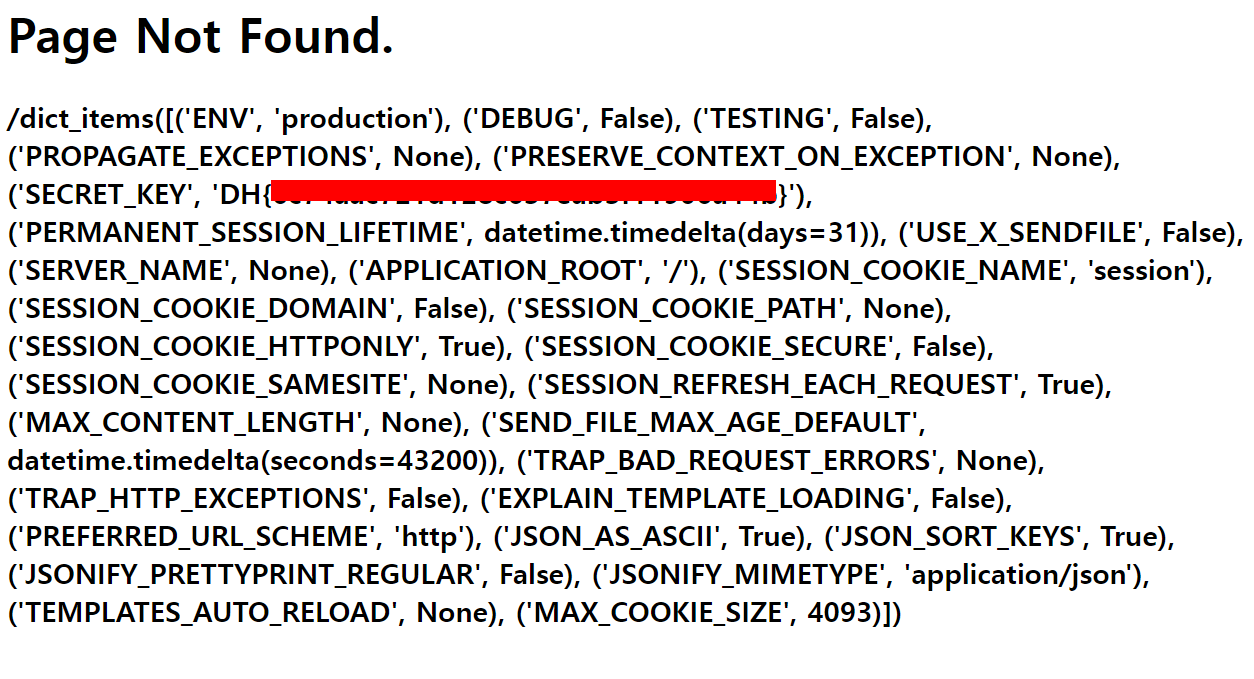 Page Not Found.
/dict_items([('ENV', 'production'), ('DEBUG', False), ('TESTING', False),
('PROPAGATE_EXCEPTIONS', None), ('PRESERVE_CONTEXT_ON_EXCEPTION', None),
('SECRET_KEY', 'DH{}'),
('PERMANENT_SESSION_LIFETIME', datetime.timedelta(days=31)), ('USE_X_SENDFILE', False),
('SERVER_NAME', None), ('APPLICATION_ROOT', '/'), ('SESSION_COOKIE_NAME', 'session'),
('SESSION_COOKIE_DOMAIN', False), ('SESSION_COOKIE_PATH', None),
('SESSION_COOKIE_HTTPONLY', True), ('SESSION_COOKIE_SECURE', False),
('SESSION_COOKIE_SAMESITE', None), ('SESSION_REFRESH_EACH_REQUEST', True),
('MAX_CONTENT_LENGTH', None), ('SEND_FILE_MAX_AGE_DEFAULT',
datetime.timedelta(seconds=43200)), ('TRAP_BAD_REQUEST_ERRORS', None),
('TRAP_HTTP_EXCEPTIONS', False), ('EXPLAIN_TEMPLATE_LOADING', False),
('PREFERRED_URL_SCHEME', 'http'), ('JSON_AS_ASCII', True), ('JSON_SORT_KEYS', True),
('JSONIFY_PRETTYPRINT_REGULAR', False), ('JSONIFY_MIMETYPE', 'application/json'),
('TEMPLATES_AUTO_RELOAD', None), ('MAX_COOKIE_SIZE', 4093)])